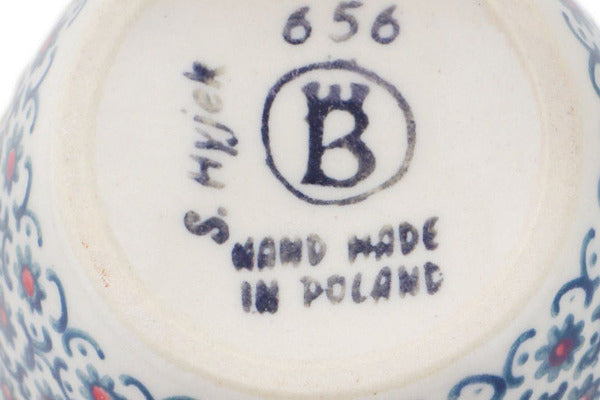 656
B
S. Hyjek
HAND MADE
IN POLAND